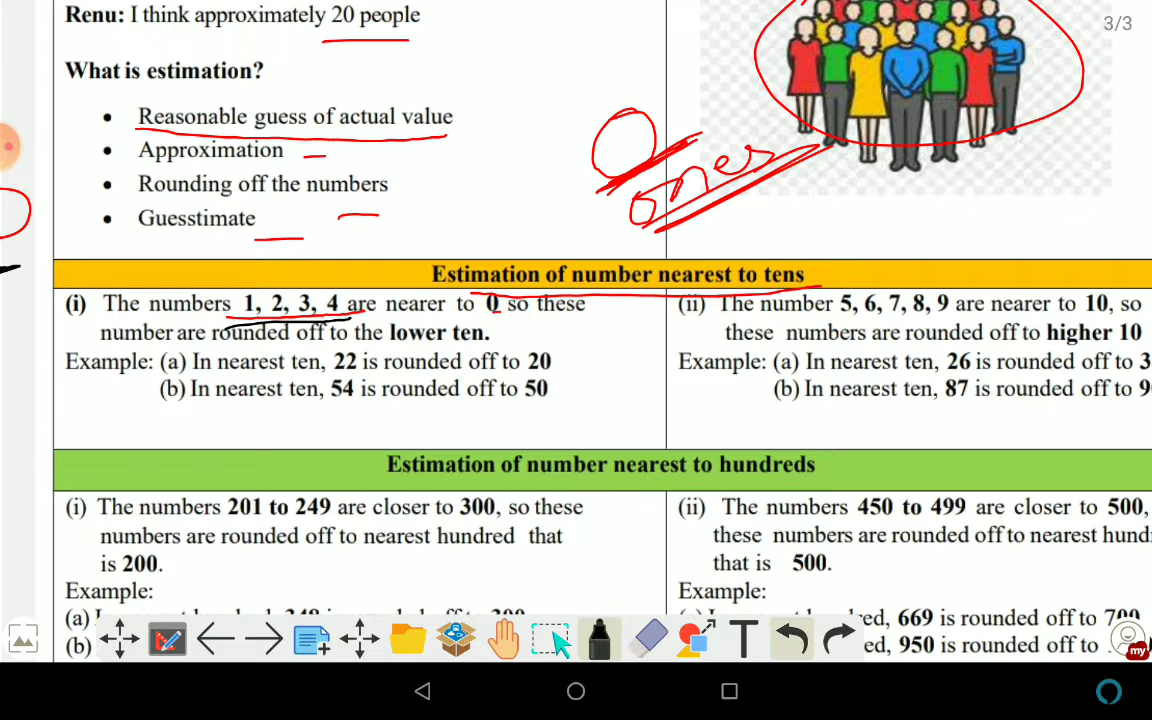 Renu: I think approximately 20 people
3/3
What is estimation?
• Reasonable guess of actual value
• Approximation
• Rounding off the numbers
• Guesstimate
ones
Estimation of number nearest to tens
(i) The numbers 1, 2, 3, 4 are nearer to 0 so these
number are rounded off to the lower ten.
Example: (a) In nearest ten, 22 is rounded off to 20
(b) In nearest ten, 54 is rounded off to 50
(ii) The number 5, 6, 7, 8, 9 are nearer to 10, so
these numbers are rounded off to higher 10
Example: (a) In nearest ten, 26 is rounded off to 3
(b) In nearest ten, 87 is rounded off to 9
Estimation of number nearest to hundreds
(i) The numbers 201 to 249 are closer to 300, so these
numbers are rounded off to nearest hundred that
is 200.
Example:
(a)
(b)
(ii) The numbers 450 to 499 are closer to 500,
these numbers are rounded off to nearest hund
that is 500.
Example:
ed, 669 is rounded off to 700
ed, 950 is rounded off to
T
my